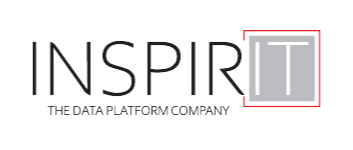 INSPIRIT
THE DATA PLATFORM COMPANY